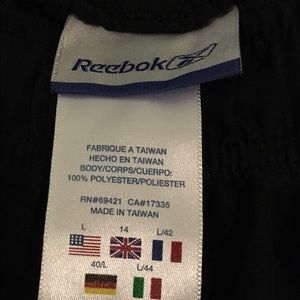 Reebok
FABRIQUE A TAIWAN
HECHO EN TAIWAN
BODY/CORPS/CUERPO:
100% POLYESTER/POLIESTER
RN#69421 CA#17335
MADE IN TAIWAN
L 14 L/42
40/L L/44